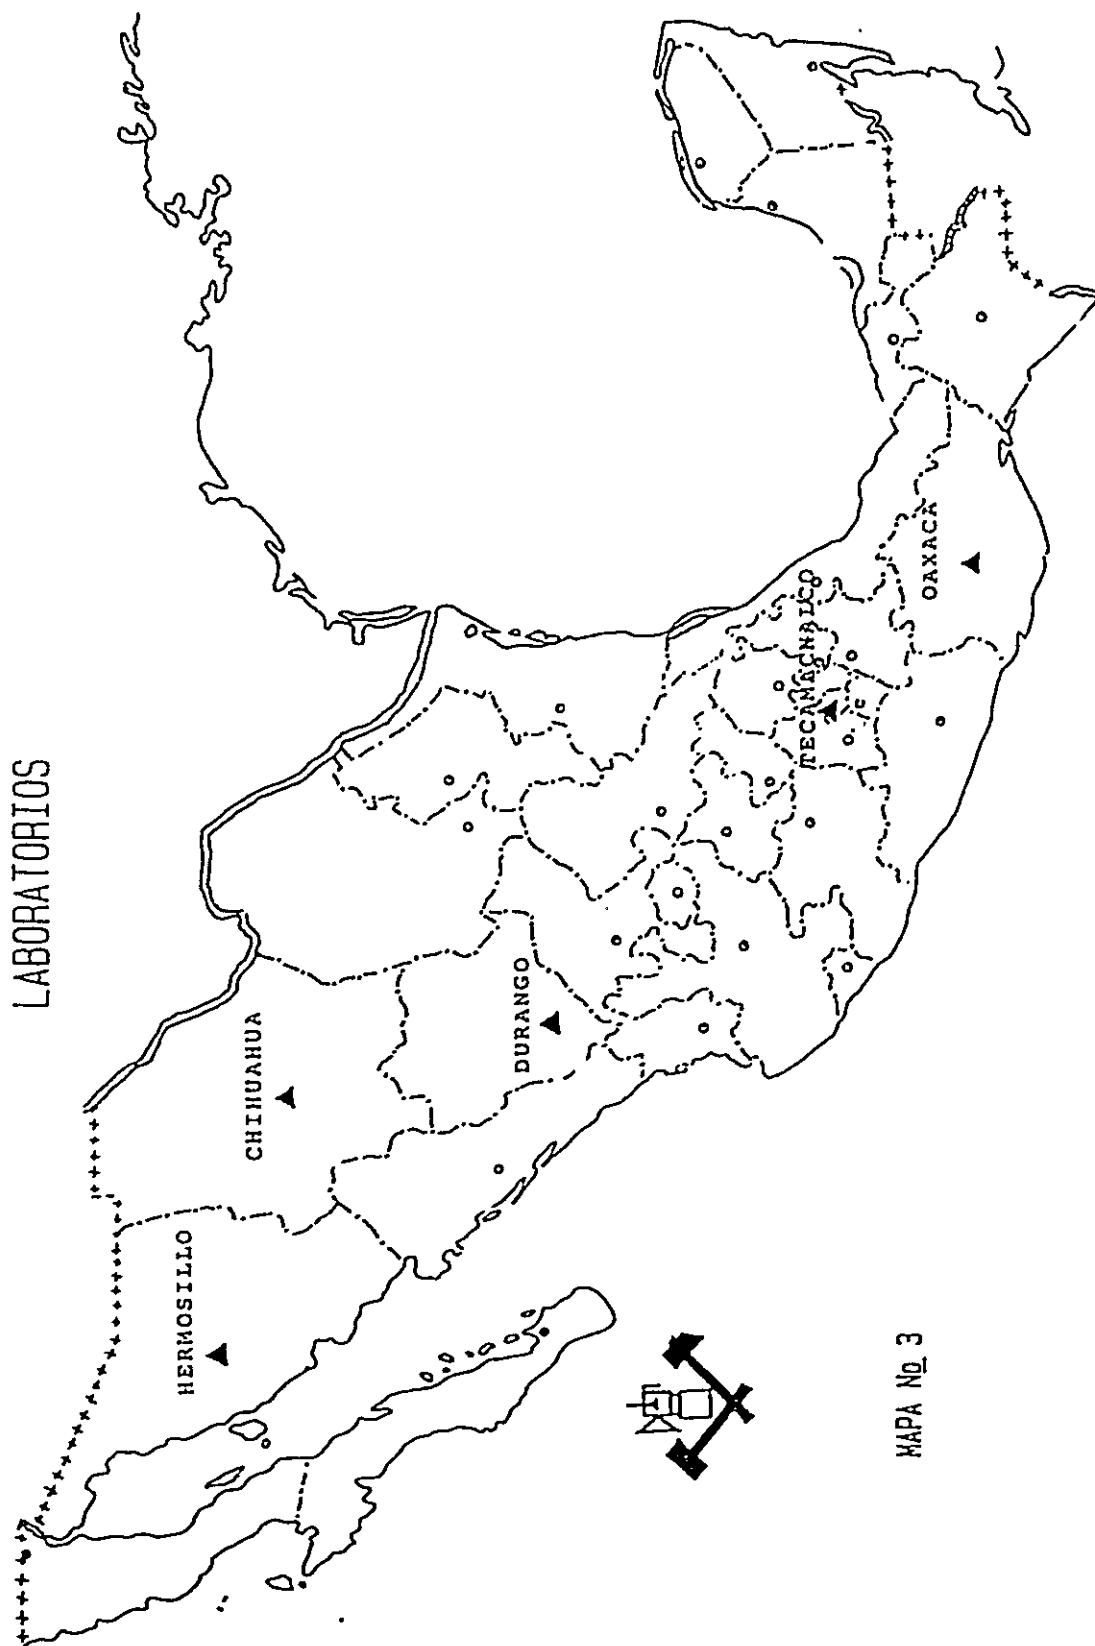 LABORATORIOS
HERMOSILLO
CHIHUAHUA
DURANGO
TECAMACHALCO
OAXACA
MAPA No 3